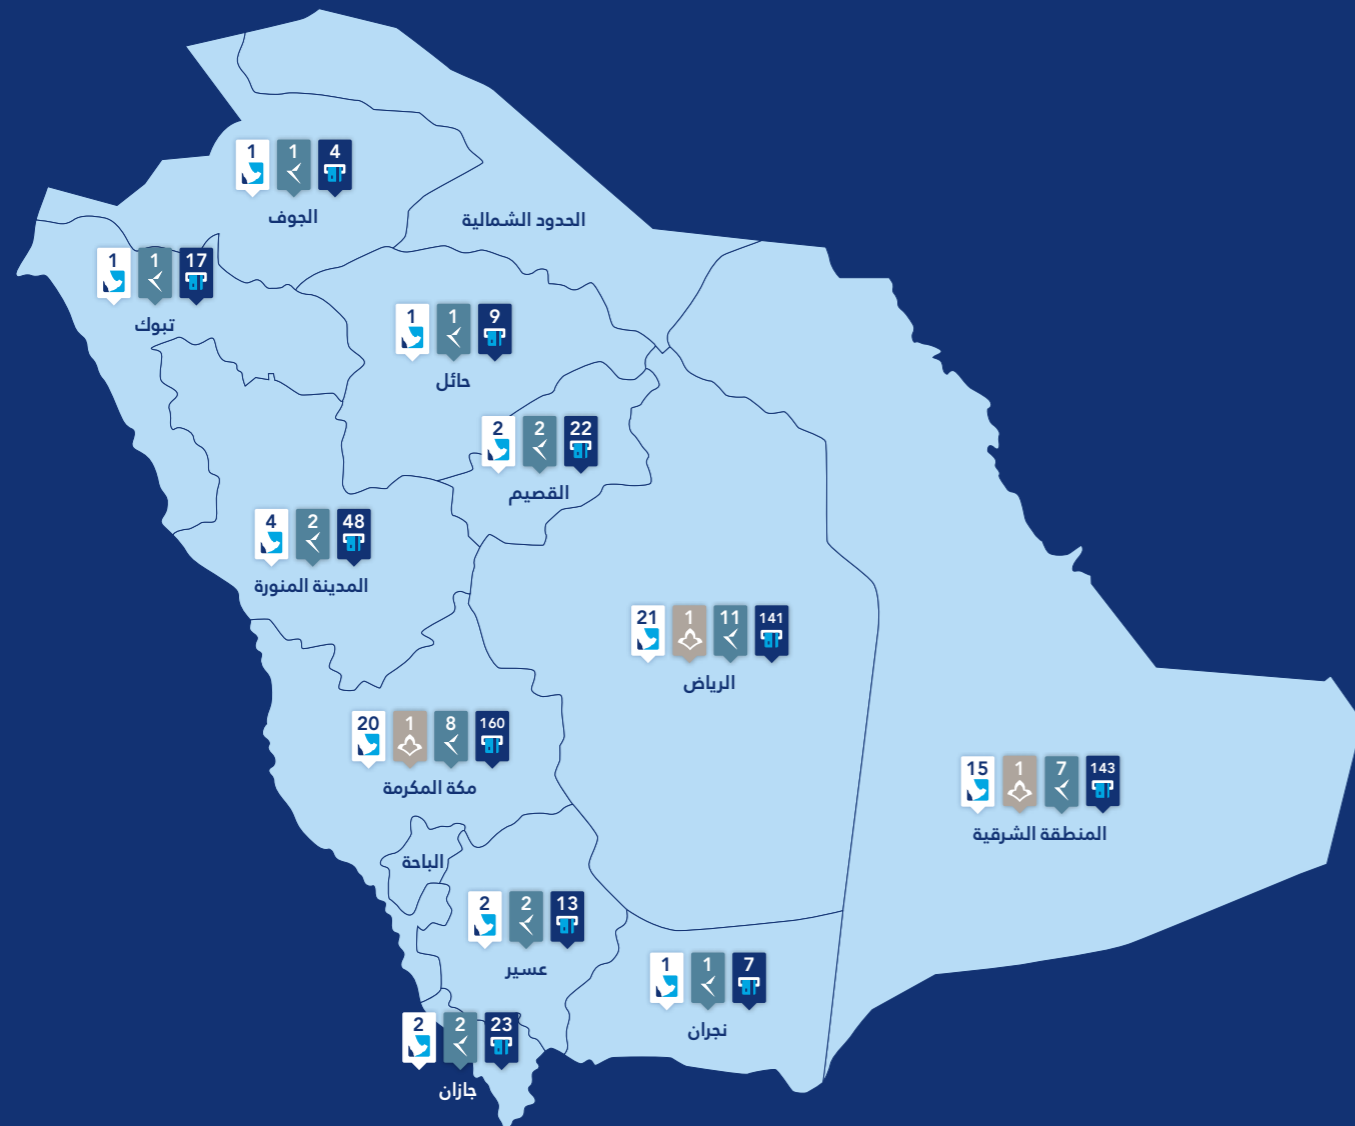 1 1 4
الجوف
الحدود الشمالية
1 1 17
تبوك
1 1 9
حائل
2 2 22
القصيم
4 2 48
المدينة المنورة
21 1 11 141
الرياض
20 1 8 160
مكة المكرمة
15 1 7 143
المنطقة الشرقية
الباحة
2 2 13
عسير
1 1 7
نجران
2 2 23
جازان